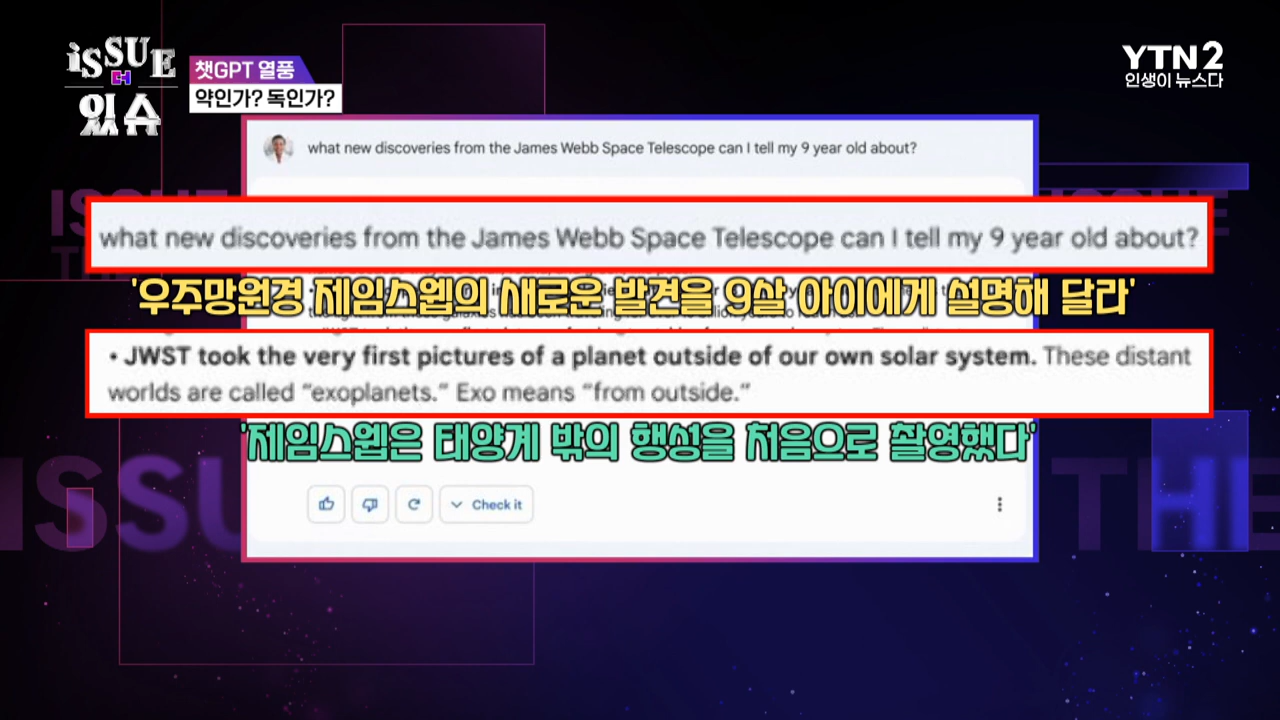 iSSUE
더
있슈
챗GPT 열풍
약인가? 독인가?
YTN2
인생이 뉴스다
what new discoveries from the James Webb Space Telescope can I tell my 9 year old about?
what new discoveries from the James Webb Space Telescope can I tell my 9 year old about?
'우주망원경 제임스웹의 새로운 발견을 9살 아이에게 설명해 달라'
• JWST took the very first pictures of a planet outside of our own solar system. These distant
worlds are called “exoplanets.” Exo means “from outside.”
'제임스웹은 태양계 밖의 행성을 처음으로 촬영했다'
Check it